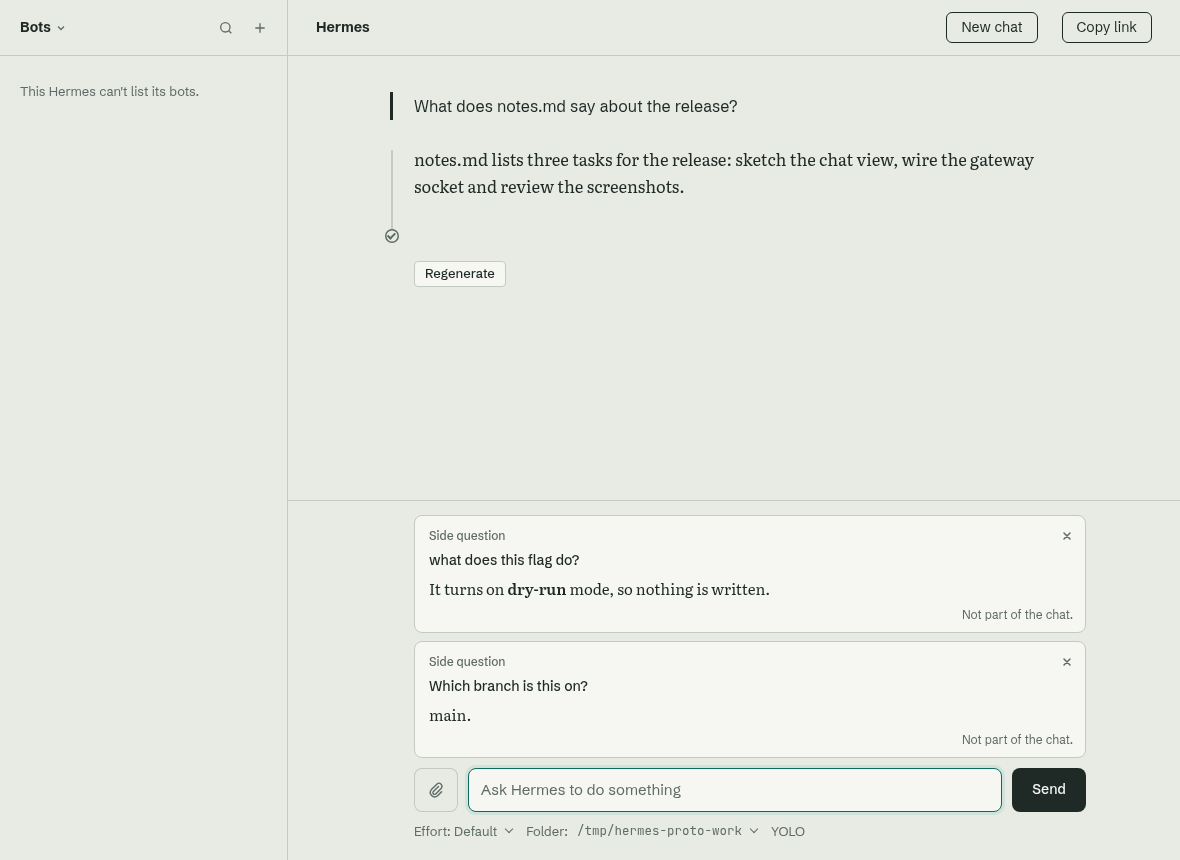 Bots
Hermes
New chat
Copy link
This Hermes can't list its bots.
What does notes.md say about the release?
notes.md lists three tasks for the release: sketch the chat view, wire the gateway
socket and review the screenshots.
Regenerate
Side question
what does this flag do?
It turns on dry-run mode, so nothing is written.
Not part of the chat.
Side question
Which branch is this on?
main.
Not part of the chat.
Ask Hermes to do something
Send
Effort: Default
Folder: /tmp/hermes-proto-work
YOLO